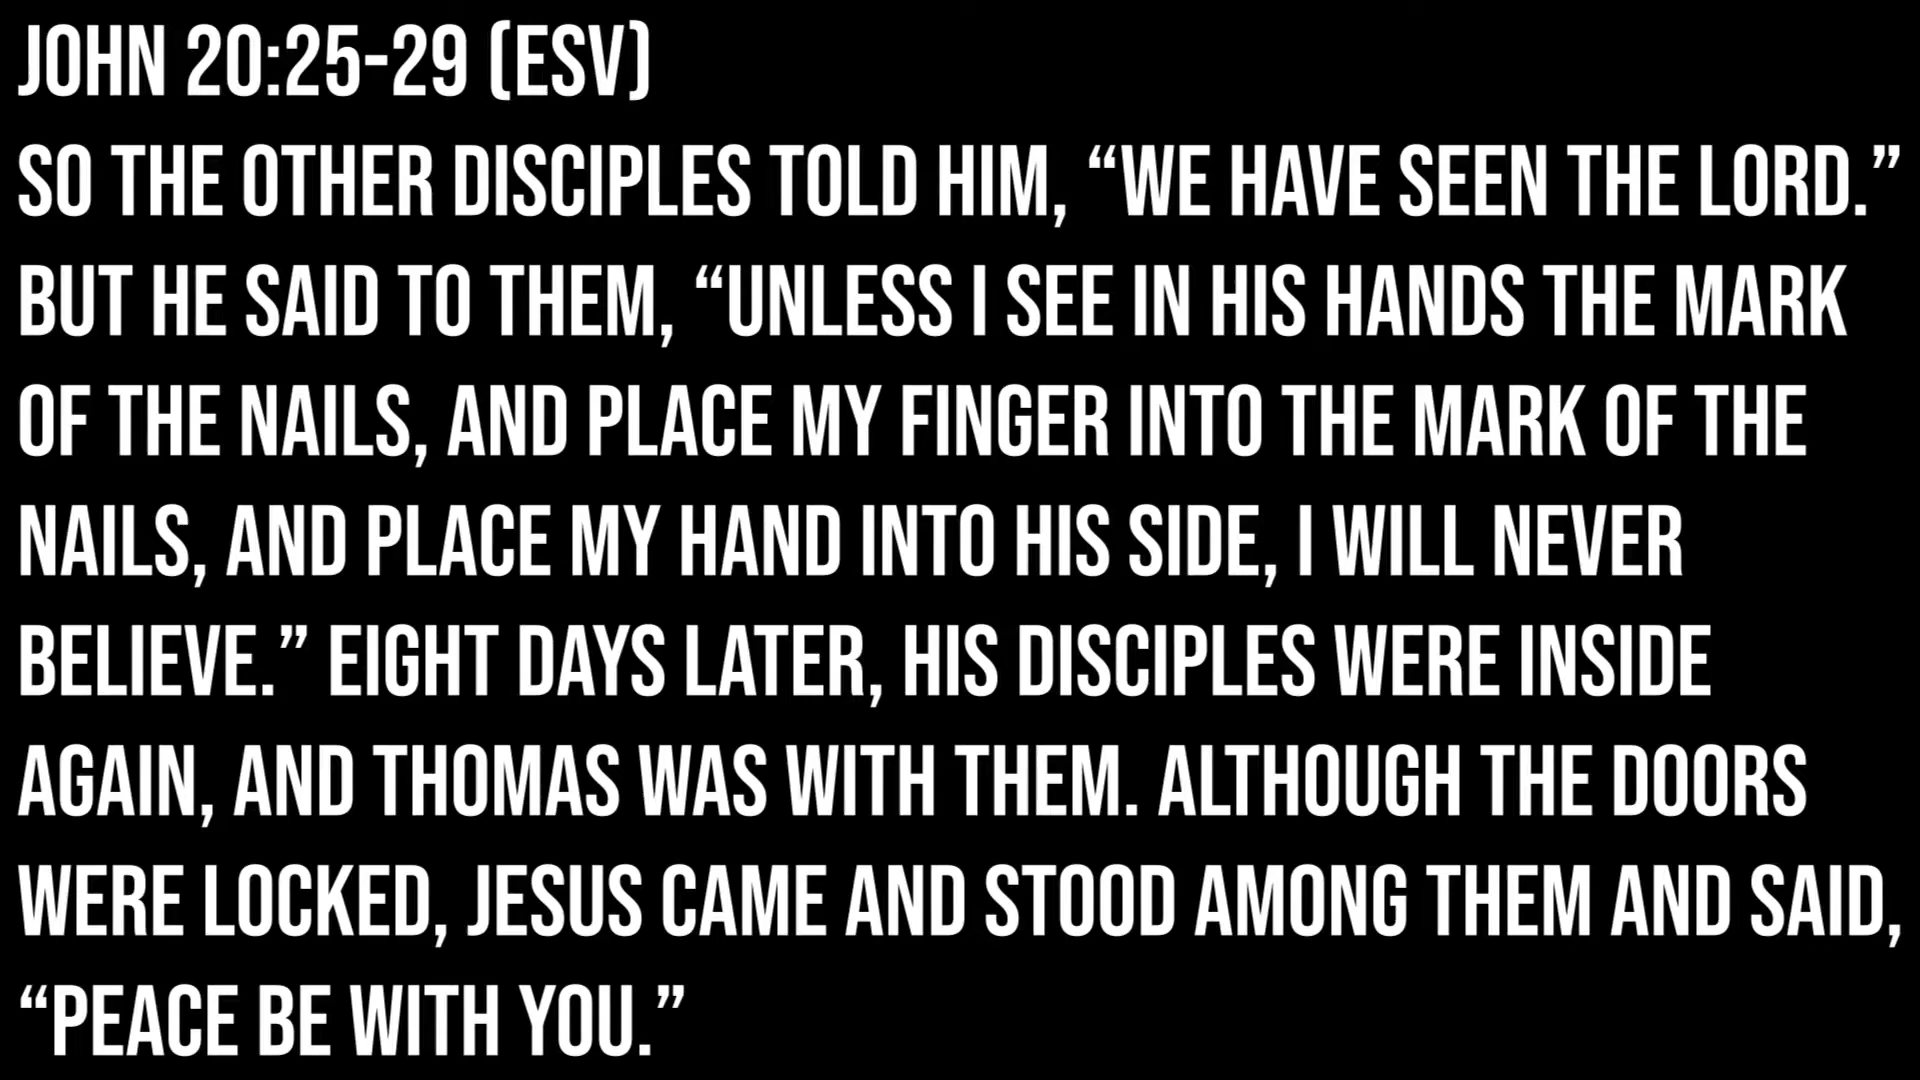 JOHN 20:25-29 (ESV)
SO THE OTHER DISCIPLES TOLD HIM, “WE HAVE SEEN THE LORD.”
BUT HE SAID TO THEM, “UNLESS I SEE IN HIS HANDS THE MARK
OF THE NAILS, AND PLACE MY FINGER INTO THE MARK OF THE
NAILS, AND PLACE MY HAND INTO HIS SIDE, I WILL NEVER
BELIEVE.” EIGHT DAYS LATER, HIS DISCIPLES WERE INSIDE
AGAIN, AND THOMAS WAS WITH THEM. ALTHOUGH THE DOORS
WERE LOCKED, JESUS CAME AND STOOD AMONG THEM AND SAID,
“PEACE BE WITH YOU.”